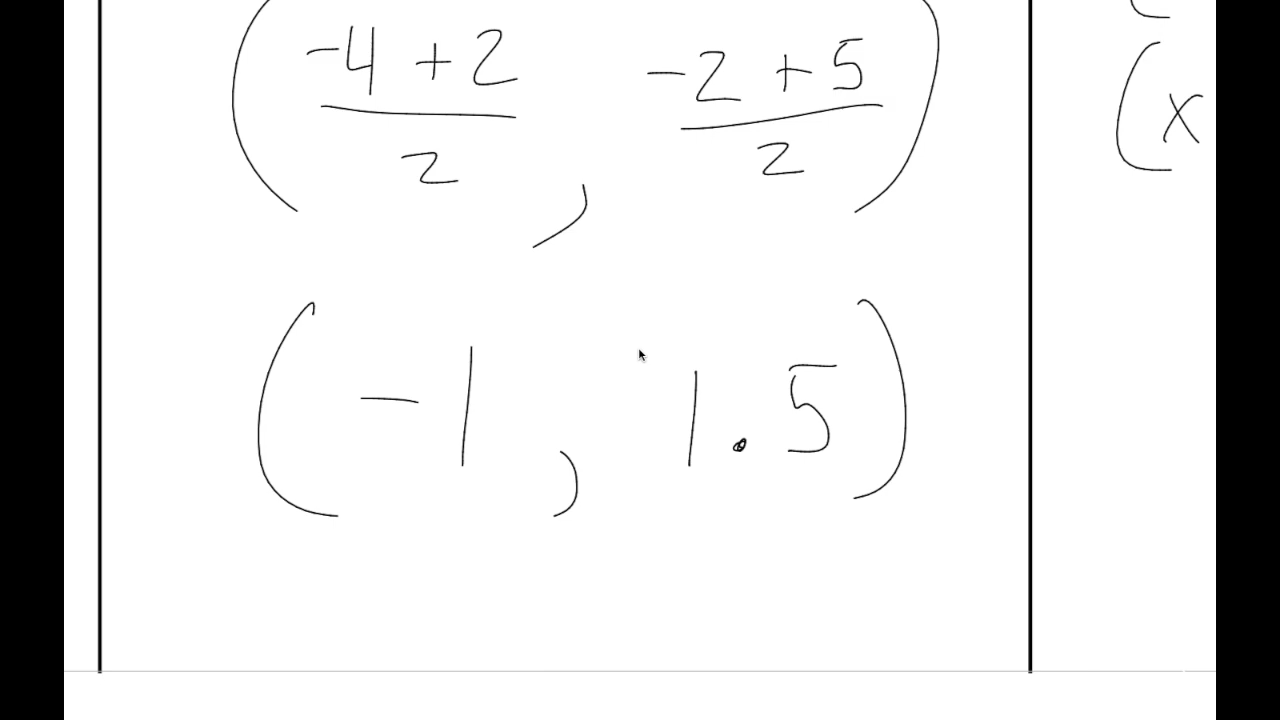 ( -4 + 2 / 2 , -2 + 5 / 2 )
( -1 , 1.5 )
(x